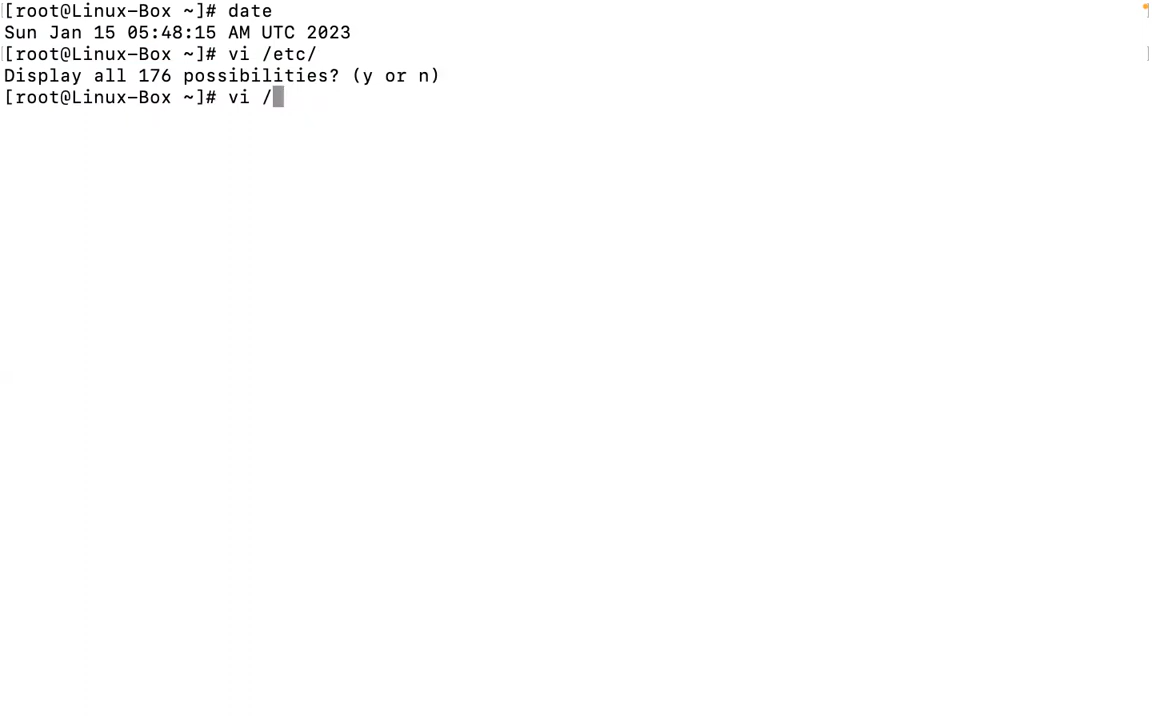 [root@Linux-Box ~]# date
Sun Jan 15 05:48:15 AM UTC 2023
[root@Linux-Box ~]# vi /etc/
Display all 176 possibilities? (y or n)
[root@Linux-Box ~]# vi /